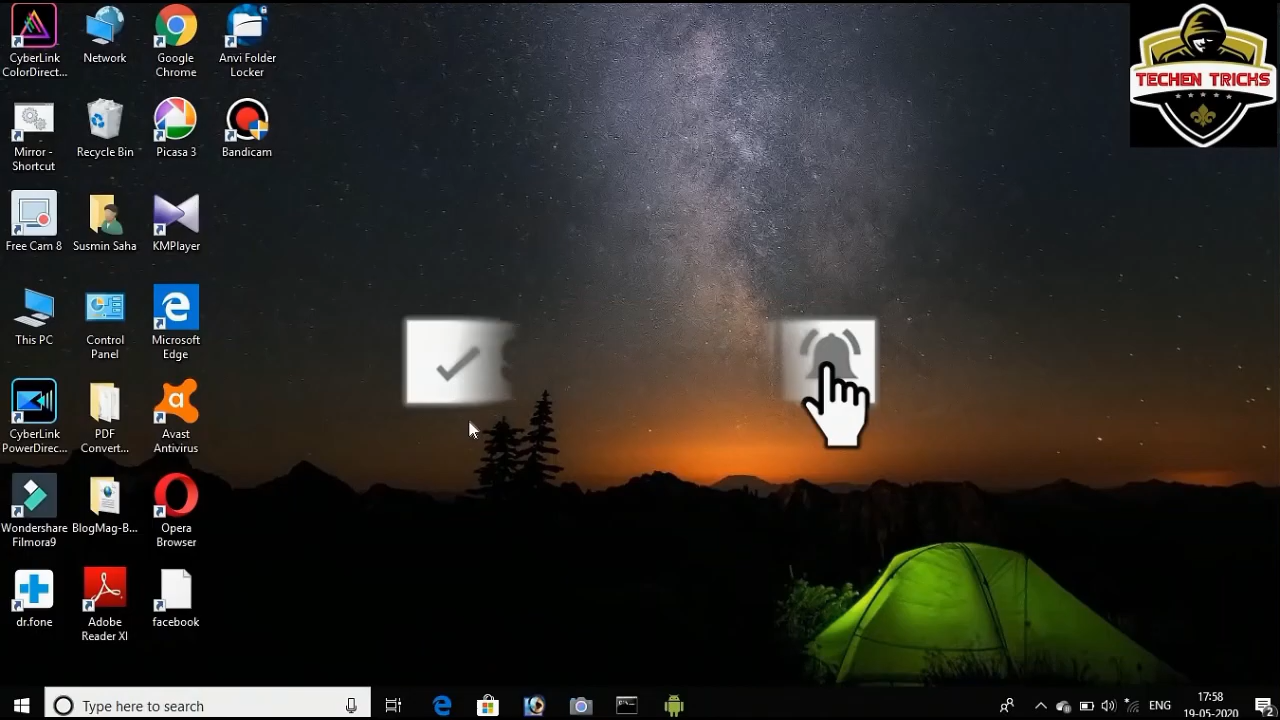 CyberLink
ColorDirect...
Network
Google
Chrome
Anvi Folder
Locker
Mirror -
Shortcut
Recycle Bin
Picasa 3
Bandicam
Free Cam 8
Susmin Saha
KMPlayer
This PC
Control
Panel
Microsoft
Edge
CyberLink
PowerDirec...
PDF
Convert...
Avast
Antivirus
Wondershare
Filmora9
BlogMag-B...
Opera
Browser
dr.fone
Adobe
Reader XI
facebook
TECHEN TRICKS
Type here to search
ENG
17:58
19-05-2020
2